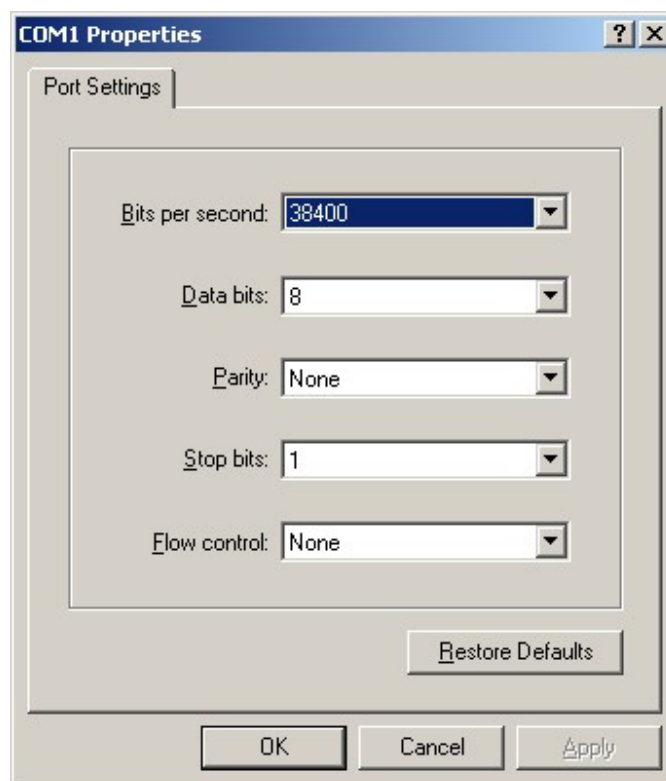 COM1 Properties
Port Settings
Bits per second: 38400
Data bits: 8
Parity: None
Stop bits: 1
Flow control: None
Restore Defaults
OK Cancel Apply